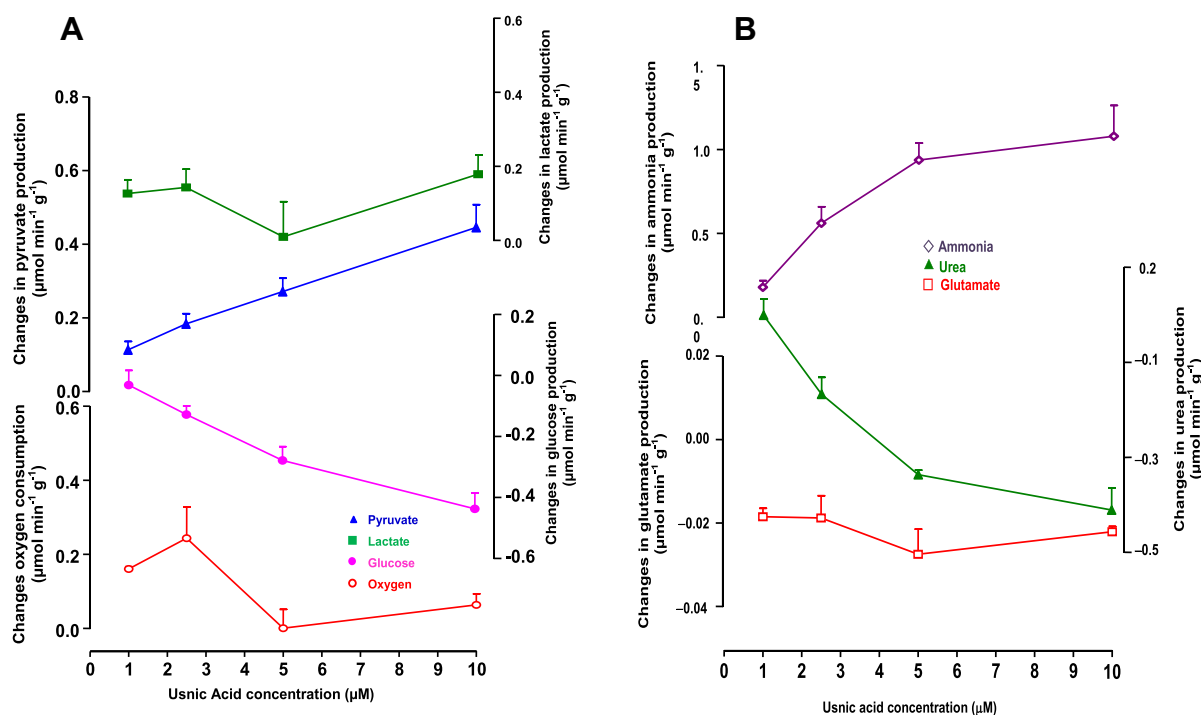 A
Changes in pyruvate production
(µmol min⁻¹ g⁻¹)
0.8
0.6
0.4
0.2
0.0
0.6
0.4
0.2
0.0
Changes in lactate production
(µmol min⁻¹ g⁻¹)
Changes oxygen consumption
(µmol min⁻¹ g⁻¹)
0.6
0.4
0.2
0.0
0.2
0.0
-0.2
-0.4
-0.6
Changes in glucose production
(µmol min⁻¹ g⁻¹)
Pyruvate
Lactate
Glucose
Oxygen
0 1 2 3 4 5 6 7 8 9 10
Usnic Acid concentration (µM)
B
Changes in ammonia production
(µmol min⁻¹ g⁻¹)
1.
5
1.0
0.5
0.
0
Ammonia
Urea
Glutamate
Changes in glutamate production
(µmol min⁻¹ g⁻¹)
0.02
0.00
−0.02
−0.04
0.2
−0.1
−0.3
−0.5
Changes in urea production
(µmol min⁻¹ g⁻¹)
0 1 2 3 4 5 6 7 8 9 10
Usnic acid concentration (µM)